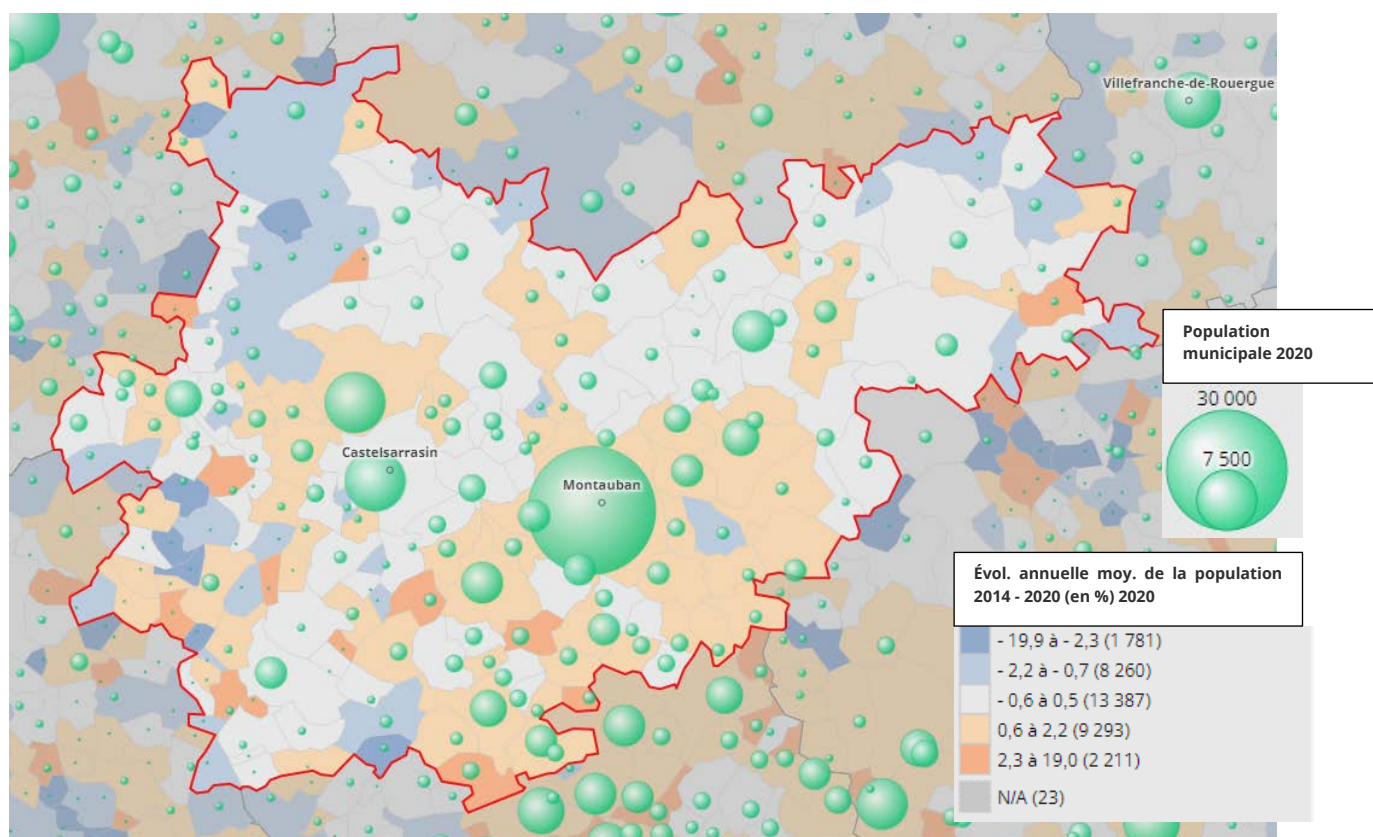 Villefranche-de-Rouergue
Castelsarrasin
Montauban
Population
municipale 2020
30 000
7 500
Évol. annuelle moy. de la population
2014 - 2020 (en %) 2020
- 19,9 à - 2,3 (1 781)
- 2,2 à - 0,7 (8 260)
- 0,6 à 0,5 (13 387)
0,6 à 2,2 (9 293)
2,3 à 19,0 (2 211)
N/A (23)